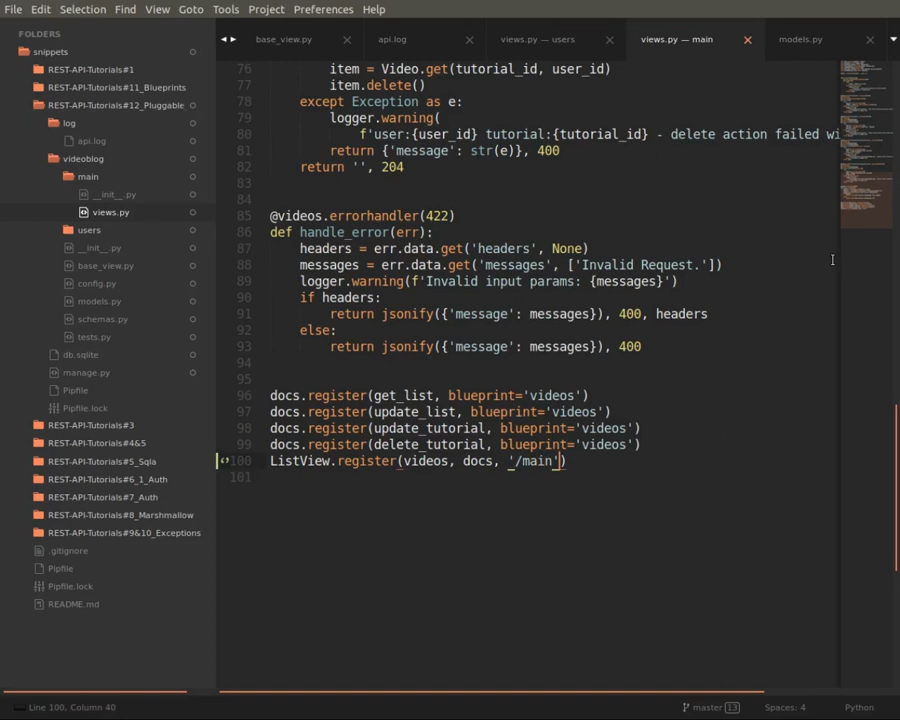 File Edit Selection Find View Goto Tools Project Preferences Help
FOLDERS
snippets
REST-API-Tutorials#1
REST-API-Tutorials#11_Blueprints
REST-API-Tutorials#12_Pluggable
log
api.log
videoblog
main
__init__.py
views.py
users
__init__.py
base_view.py
config.py
models.py
schemas.py
tests.py
db.sqlite
manage.py
Pipfile
Pipfile.lock
REST-API-Tutorials#3
REST-API-Tutorials#4&5
REST-API-Tutorials#5_Sqla
REST-API-Tutorials#6_1_Auth
REST-API-Tutorials#7_Auth
REST-API-Tutorials#8_Marshmallow
REST-API-Tutorials#9&10_Exceptions
.gitignore
Pipfile
Pipfile.lock
README.md
base_view.py api.log views.py — users views.py — main models.py
76 item = Video.get(tutorial_id, user_id)
77 item.delete()
78 except Exception as e:
79 logger.warning(
80 f'user:{user_id} tutorial:{tutorial_id} - delete action failed wi
81 return {'message': str(e)}, 400
82 return '', 204
83
84
85 @videos.errorhandler(422)
86 def handle_error(err):
87 headers = err.data.get('headers', None)
88 messages = err.data.get('messages', ['Invalid Request.'])
89 logger.warning(f'Invalid input params: {messages}')
90 if headers:
91 return jsonify({'message': messages}), 400, headers
92 else:
93 return jsonify({'message': messages}), 400
94
95
96 docs.register(get_list, blueprint='videos')
97 docs.register(update_list, blueprint='videos')
98 docs.register(update_tutorial, blueprint='videos')
99 docs.register(delete_tutorial, blueprint='videos')
100 ListView.register(videos, docs, '/main')
101
Line 100, Column 40 master 13 Spaces: 4 Python